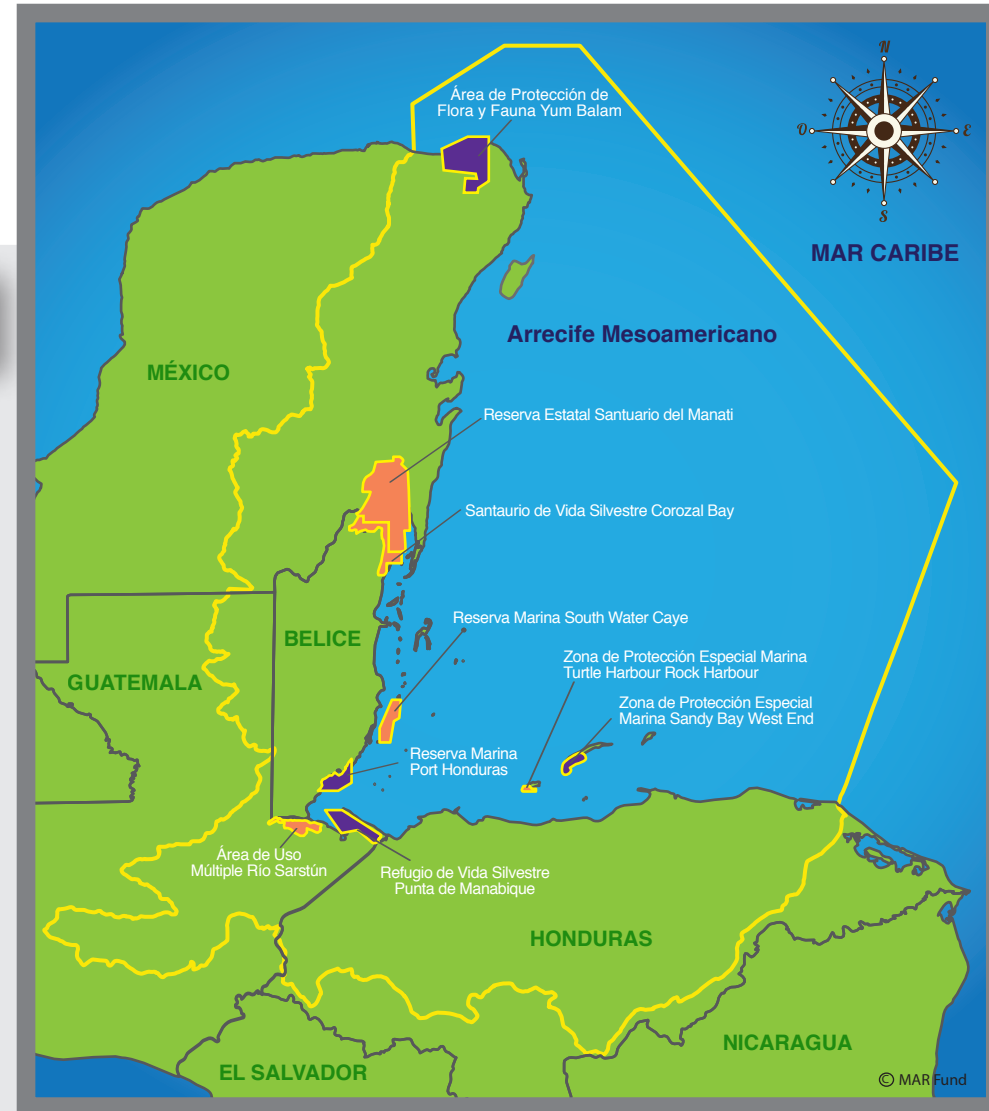 Área de Protección de
Flora y Fauna Yum Balam
N
O
E
S
MAR CARIBE
Arrecife Mesoamericano
MÉXICO
Reserva Estatal Santuario del Manati
Santaurio de Vida Silvestre Corozal Bay
Reserva Marina South Water Caye
BELICE
Zona de Protección Especial Marina
Turtle Harbour Rock Harbour
GUATEMALA
Zona de Protección Especial
Marina Sandy Bay West End
Reserva Marina
Port Honduras
Área de Uso
Múltiple Río Sarstún
Refugio de Vida Silvestre
Punta de Manabique
HONDURAS
NICARAGUA
EL SALVADOR
© MAR Fund